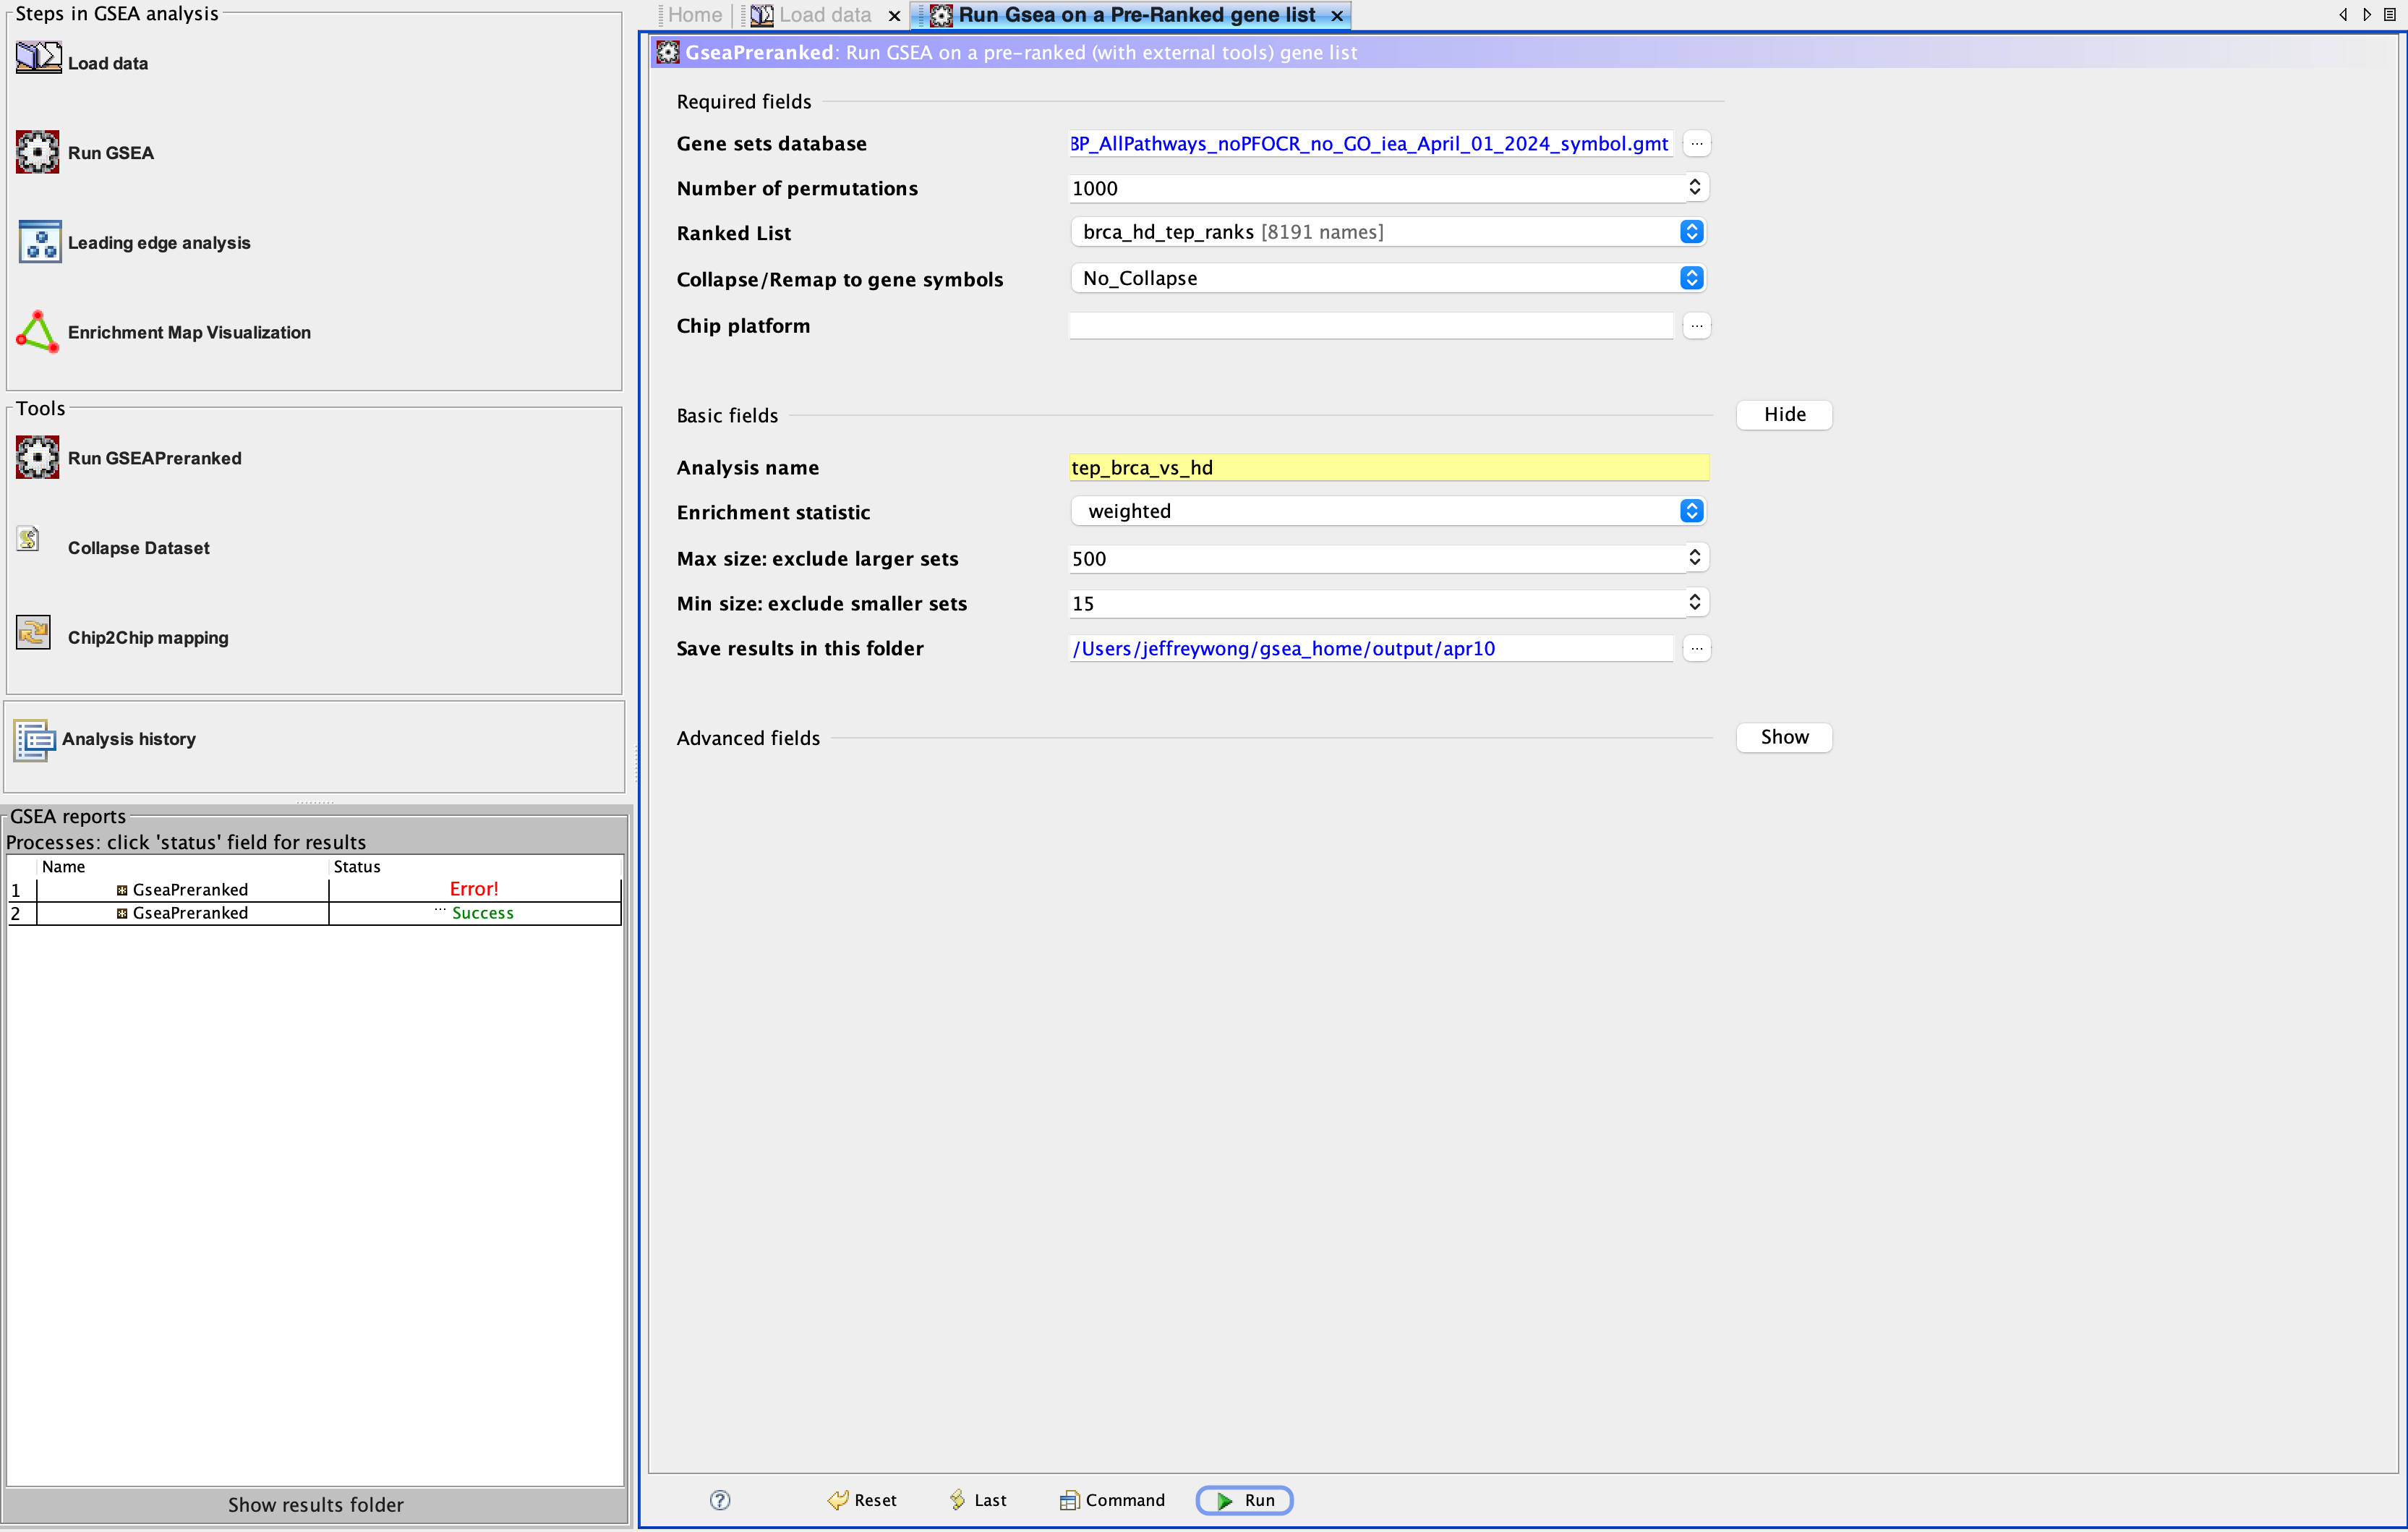 Steps in GSEA analysis
Load data
Run GSEA
Leading edge analysis
Enrichment Map Visualization
Tools
Run GSEAPreranked
Collapse Dataset
Chip2Chip mapping
Analysis history
GSEA reports
Processes: click 'status' field for results
Name Status
1 GseaPreranked Error!
2 GseaPreranked ... Success
Show results folder
Home Load data x Run Gsea on a Pre-Ranked gene list x
GseaPreranked: Run GSEA on a pre-ranked (with external tools) gene list
Required fields
Gene sets database BP_AllPathways_noPFOCR_no_GO_iea_April_01_2024_symbol.gmt ...
Number of permutations 1000
Ranked List brca_hd_tep_ranks [8191 names]
Collapse/Remap to gene symbols No_Collapse
Chip platform ...
Basic fields Hide
Analysis name tep_brca_vs_hd
Enrichment statistic weighted
Max size: exclude larger sets 500
Min size: exclude smaller sets 15
Save results in this folder /Users/jeffreywong/gsea_home/output/apr10 ...
Advanced fields Show
? Reset Last Command Run